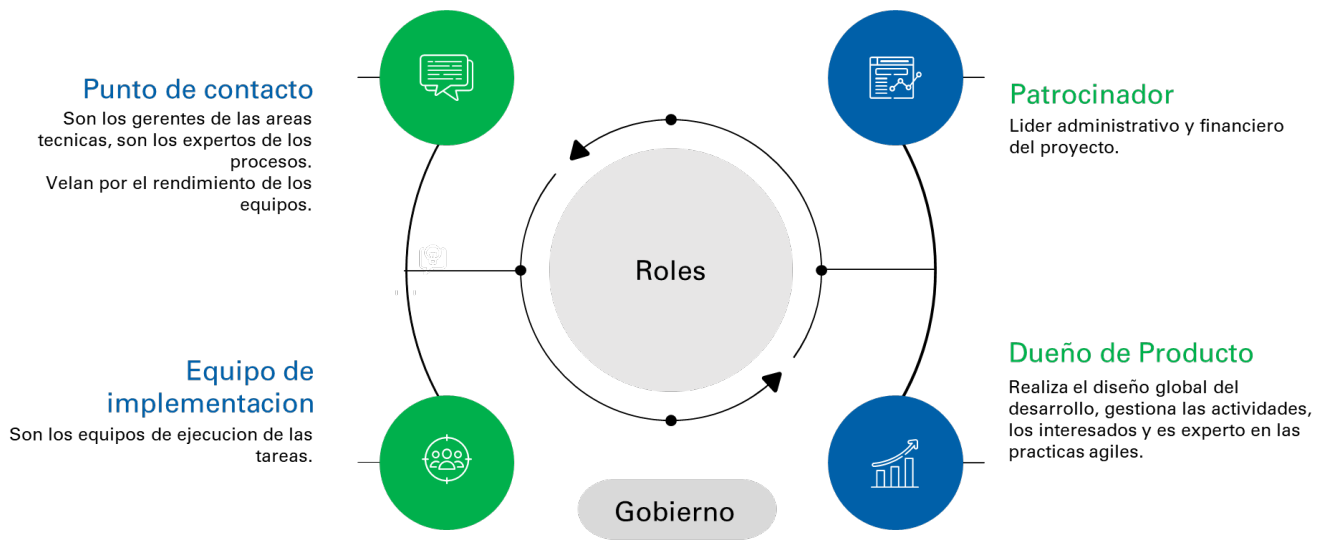 Punto de contacto
Son los gerentes de las areas
tecnicas, son los expertos de los
procesos.
Velan por el rendimiento de los
equipos.
Patrocinador
Lider administrativo y financiero
del proyecto.
Roles
Equipo de
implementacion
Son los equipos de ejecucion de las
tareas.
Dueño de Producto
Realiza el diseño global del
desarrollo, gestiona las actividades,
los interesados y es experto en las
practicas agiles.
Gobierno